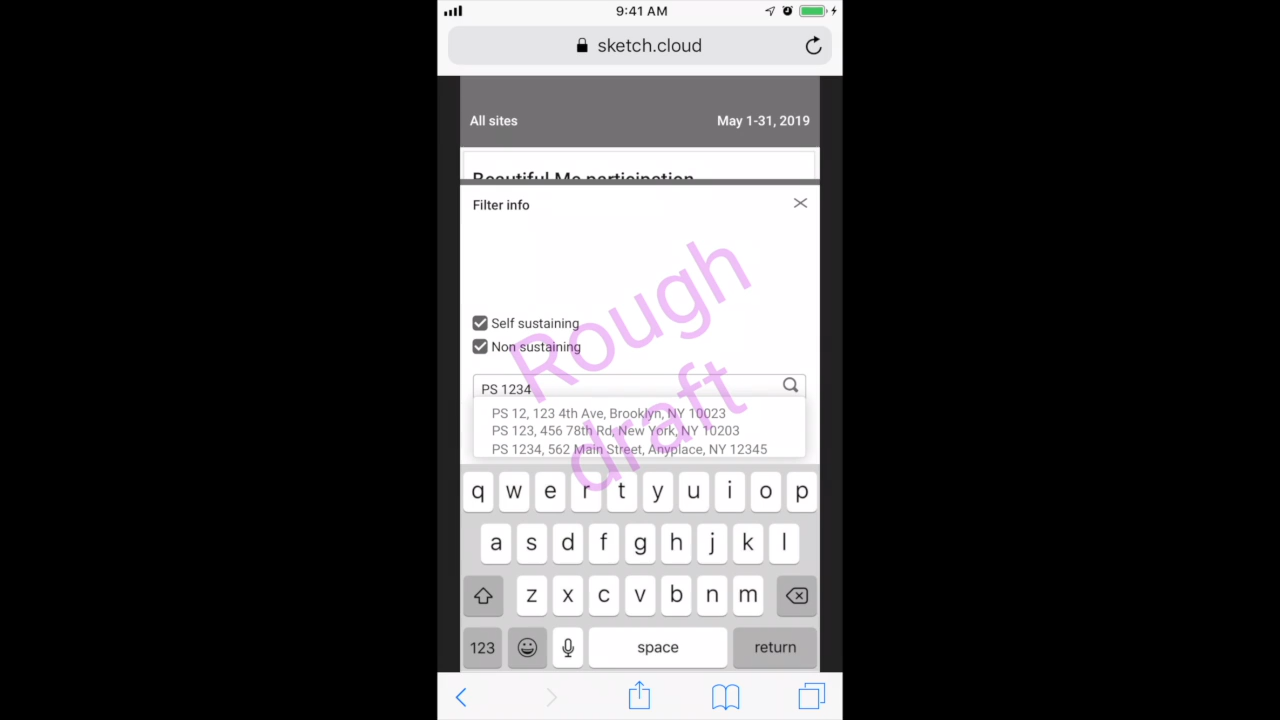 9:41 AM
sketch.cloud
All sites May 1-31, 2019
Beautiful Me participation
Filter info
Self sustaining
Non sustaining
PS 1234
PS 12, 123 4th Ave, Brooklyn, NY 10023
PS 123, 456 78th Rd, New York, NY 10203
PS 1234, 562 Main Street, Anyplace, NY 12345
Rough
draft
q w e r t y u i o p
a s d f g h j k l
z x c v b n m
123 space return